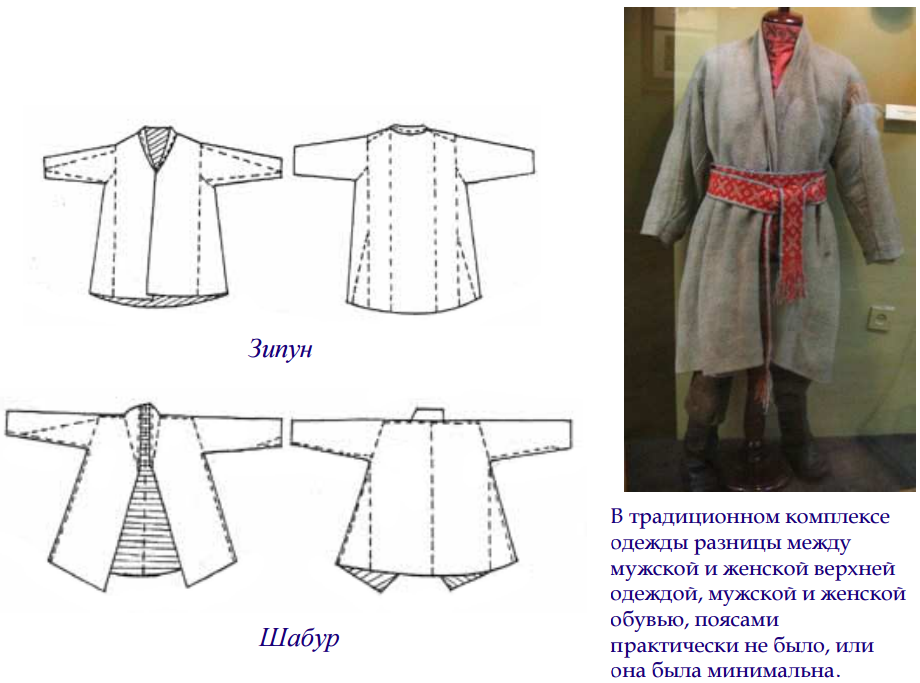 Зипун
Шабур
В традиционном комплексе
одежды разницы между
мужской и женской верхней
одеждой, мужской и женской
обувью, поясами
практически не было, или
она была минимальна.